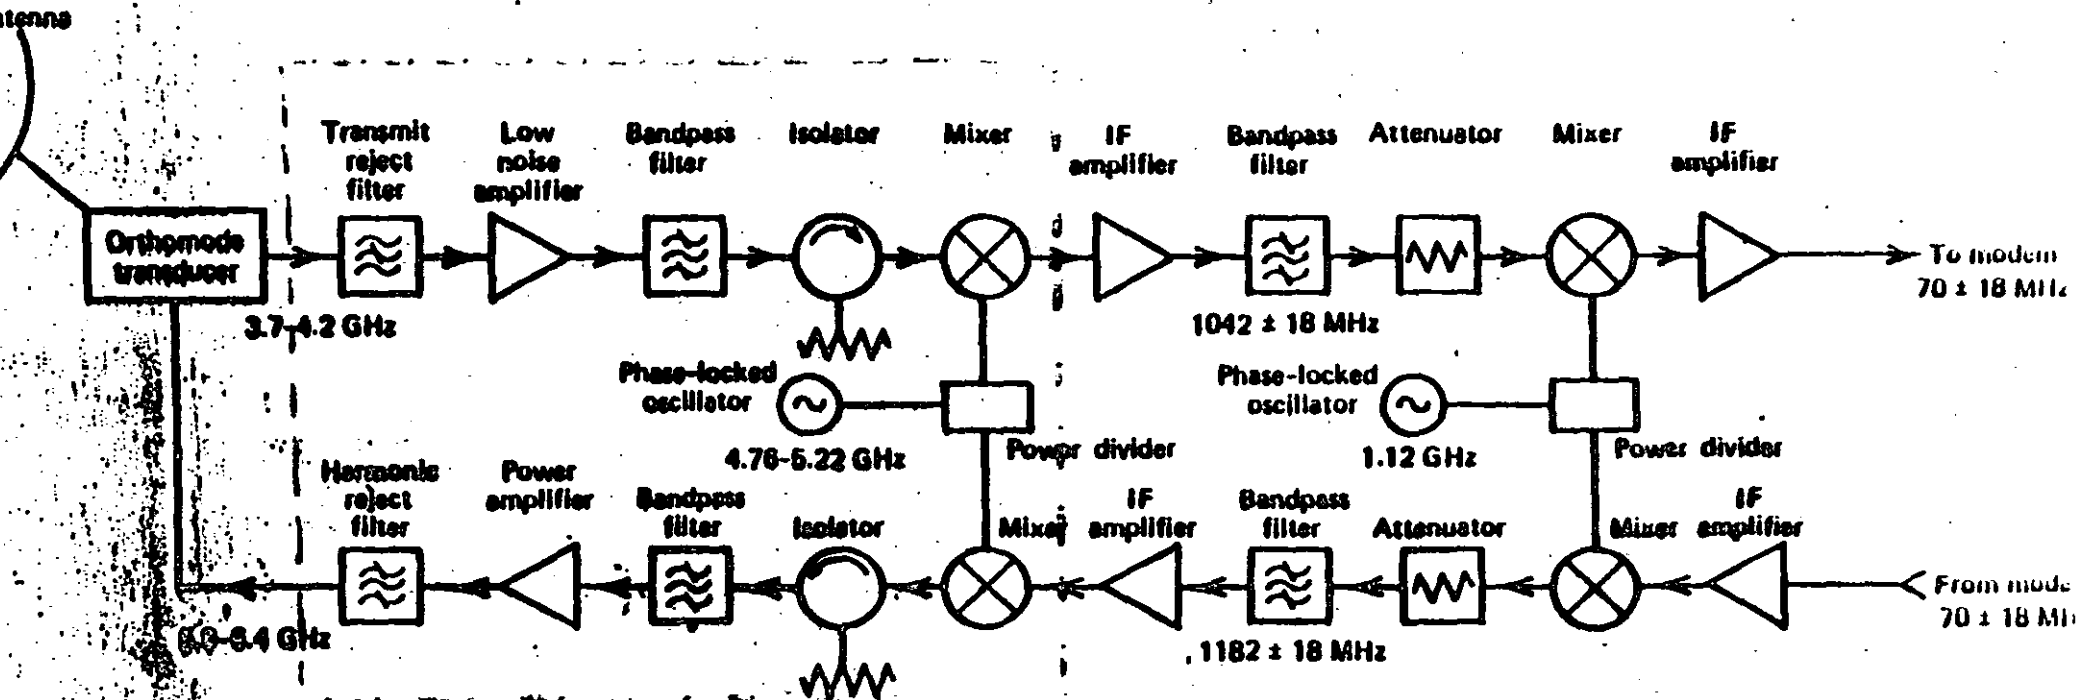 ntenna
Transmit
reject
filter
Low
noise
amplifier
Bandpass
filter
Isolator
Mixer
IF
amplifier
Bandpass
filter
Attenuator
Mixer
IF
amplifier
Orthomode
transducer
3.7-4.2 GHz
1042 ± 18 MHz
To modem
70 ± 18 MHz
Phase-locked
oscillator
4.76-5.22 GHz
Power divider
Phase-locked
oscillator
1.12 GHz
Power divider
Harmonic
reject
filter
Power
amplifier
Bandpass
filter
Isolator
Mixer
IF
amplifier
Bandpass
filter
Attenuator
Mixer
IF
amplifier
-6.4 GHz
1182 ± 18 MHz
From mode
70 ± 18 MH